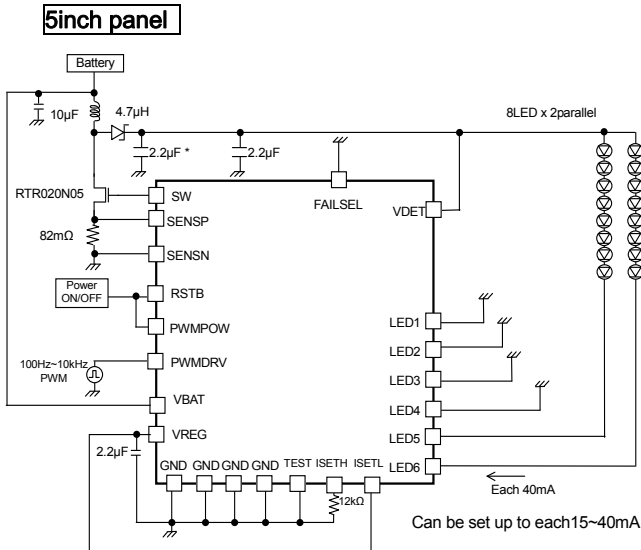 5inch panel
Battery
10µF
4.7µH
8LED x 2parallel
2.2µF *
2.2µF
RTR020N05
SW
FAILSEL
VDET
SENSP
82mΩ
SENSN
Power
ON/OFF
RSTB
PWMPOW
LED1
LED2
100Hz~10kHz
PWM
PWMDRV
LED3
VBAT
LED4
VREG
LED5
2.2µF
GND GND GND GND TEST ISETH ISETL
LED6
12kΩ
Each 40mA
Can be set up to each15~40mA